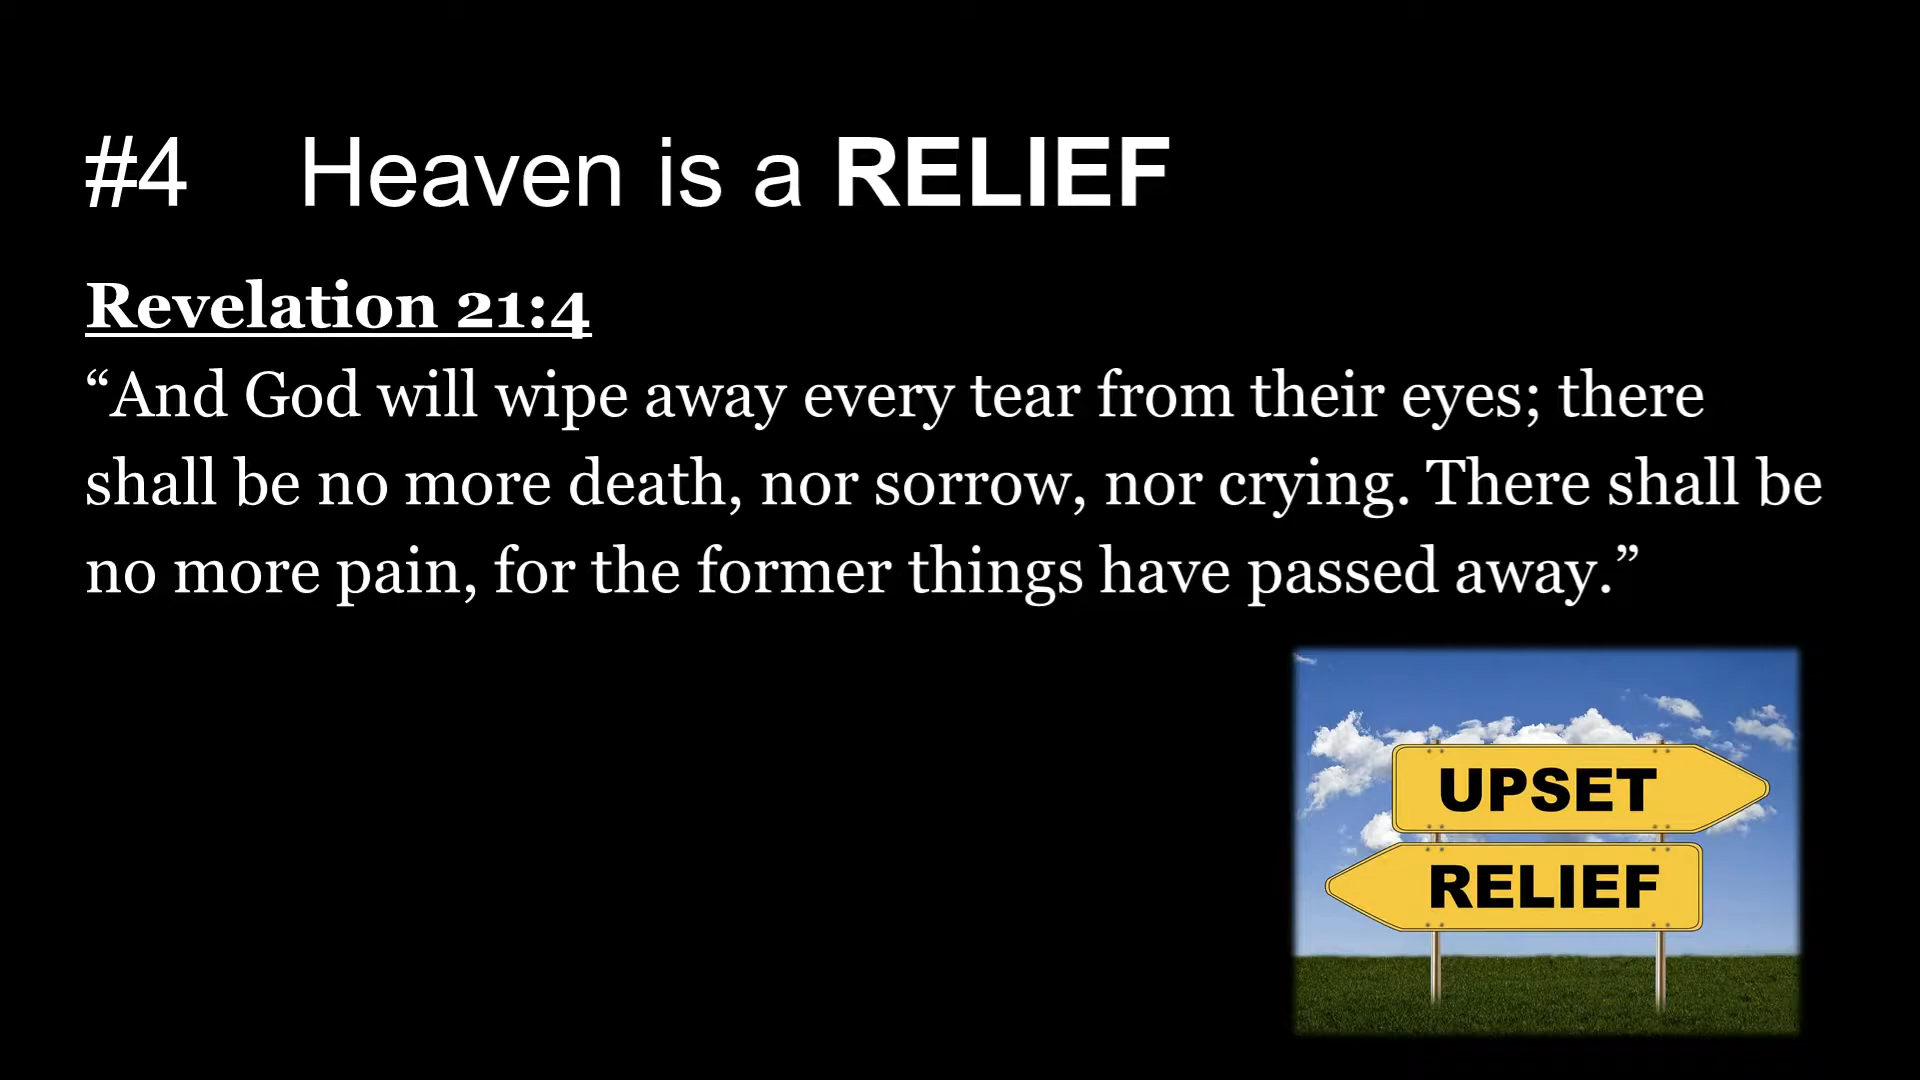 #4 Heaven is a RELIEF
Revelation 21:4
“And God will wipe away every tear from their eyes; there
shall be no more death, nor sorrow, nor crying. There shall be
no more pain, for the former things have passed away.”
UPSET
RELIEF